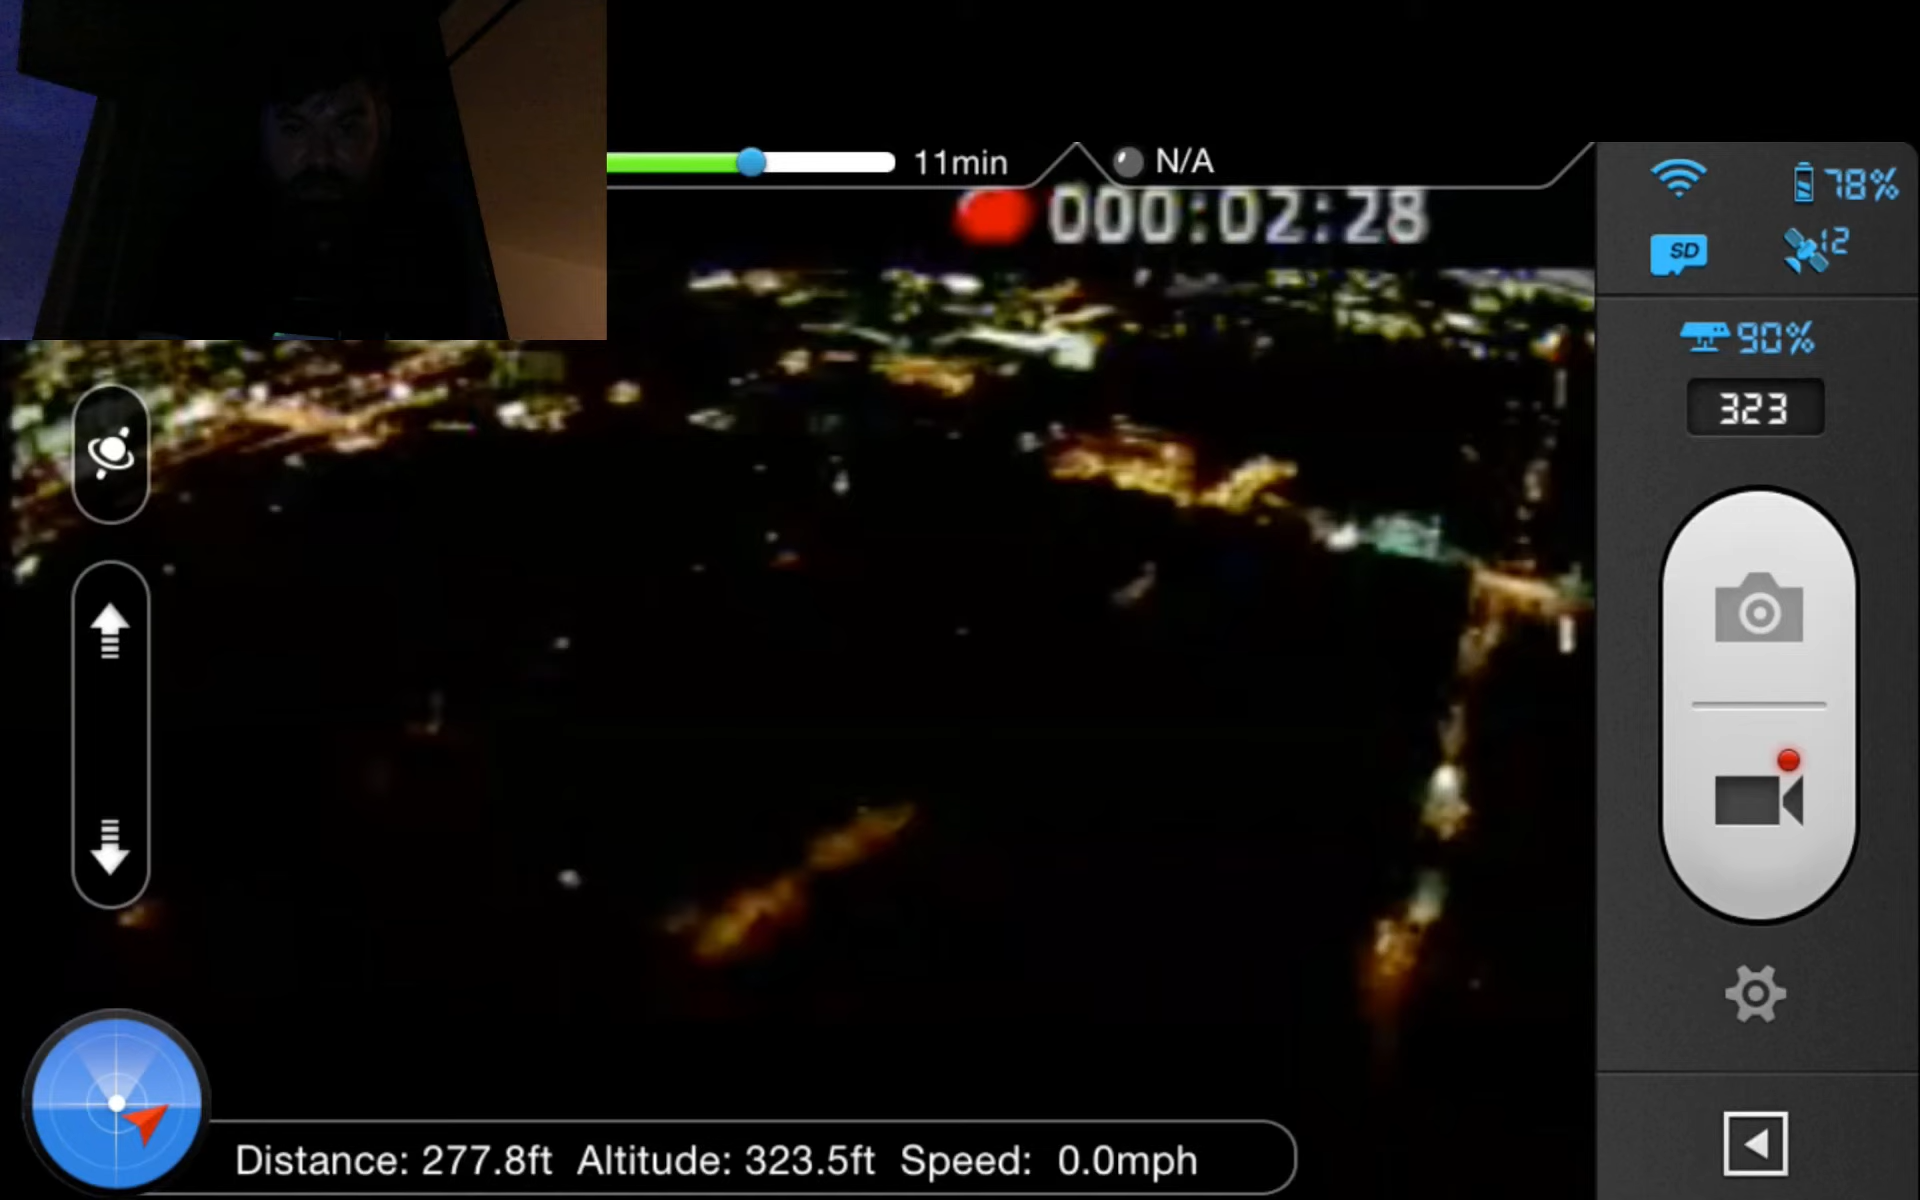 11min
N/A
78%
000:02:28
SD
12
90%
323
Distance: 277.8ft Altitude: 323.5ft Speed: 0.0mph